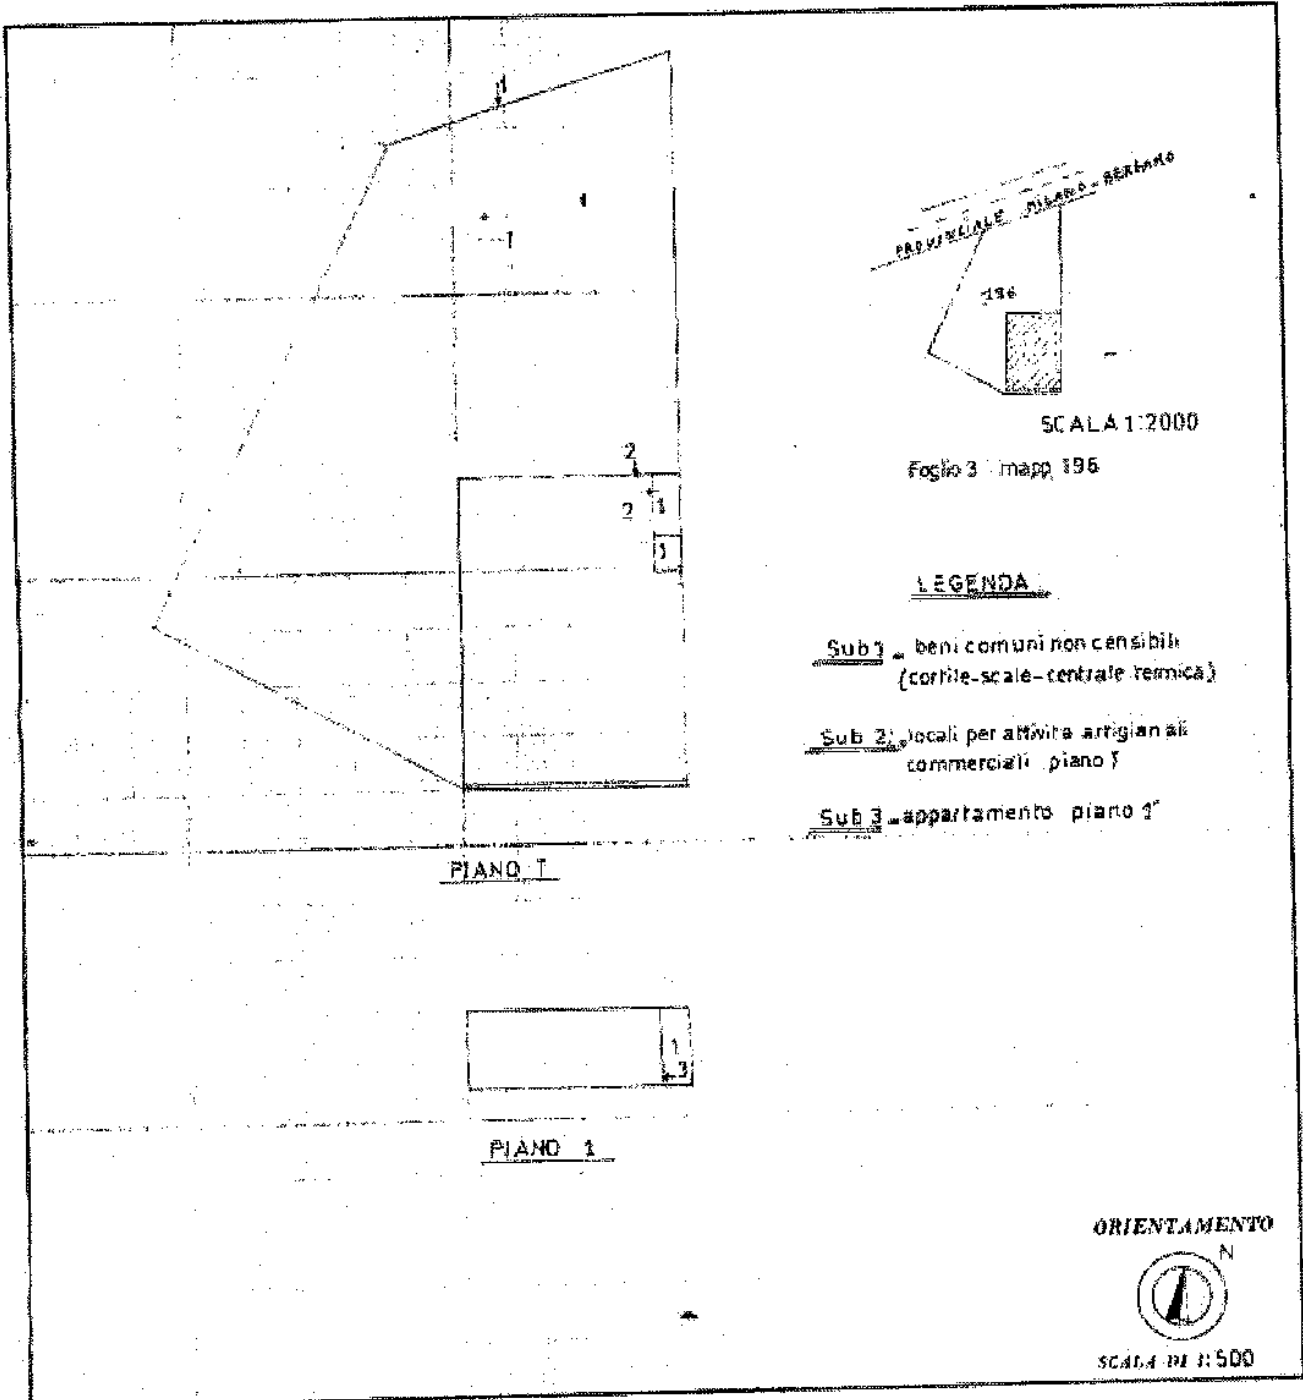 1
1
2
2
1
1
PIANO T
1
3
PIANO 1
PROVINCIALE MILANO - BERGAMO
196
SCALA 1:2000
Foglio 3 mapp. 196
LEGENDA
Sub 1 - beni comuni non censibili
(cortile-scale-centrale termica)
Sub 2: locali per attività artigianali
commerciali piano T
Sub 3 - appartamento piano 1°
ORIENTAMENTO
N
SCALA DI 1:500